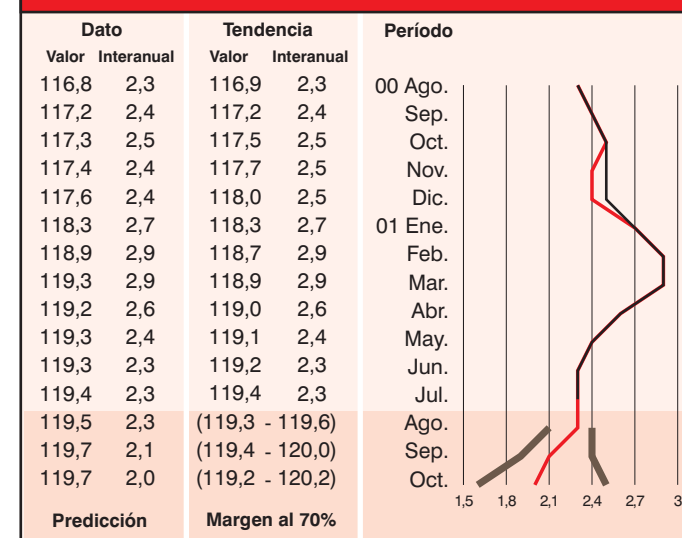 Dato Tendencia Período
Valor Interanual Valor Interanual
116,8 2,3 116,9 2,3 00 Ago.
117,2 2,4 117,2 2,4 Sep.
117,3 2,5 117,5 2,5 Oct.
117,4 2,4 117,7 2,5 Nov.
117,6 2,4 118,0 2,5 Dic.
118,3 2,7 118,3 2,7 01 Ene.
118,9 2,9 118,7 2,9 Feb.
119,3 2,9 118,9 2,9 Mar.
119,2 2,6 119,0 2,6 Abr.
119,3 2,4 119,1 2,4 May.
119,3 2,3 119,2 2,3 Jun.
119,4 2,3 119,4 2,3 Jul.
119,5 2,3 (119,3 - 119,6) Ago.
119,7 2,1 (119,4 - 120,0) Sep.
119,7 2,0 (119,2 - 120,2) Oct.
1,5 1,8 2,1 2,4 2,7 3
Predicción Margen al 70%